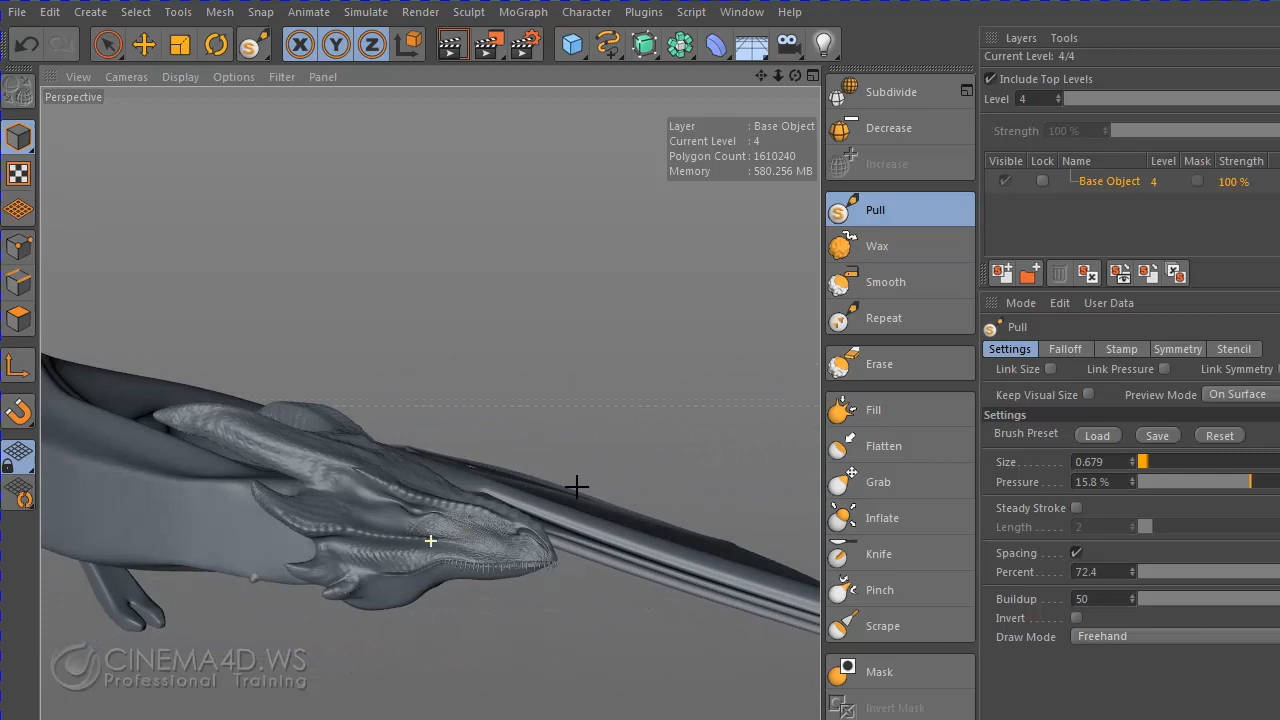 File Edit Create Select Tools Mesh Snap Animate Simulate Render Sculpt MoGraph Character Plugins Script Window Help
X Y Z
View Cameras Display Options Filter Panel
Perspective
Layer : Base Object
Current Level : 4
Polygon Count : 1610240
Memory : 580.256 MB
Subdivide
Decrease
Increase
Pull
Wax
Smooth
Repeat
Erase
Fill
Flatten
Grab
Inflate
Knife
Pinch
Scrape
Mask
Invert Mask
Layers Tools
Current Level: 4/4
Include Top Levels
Level 4
Strength 100 %
Visible Lock Name Level Mask Strength
Base Object 4 100 %
Mode Edit User Data
Pull
Settings Falloff Stamp Symmetry Stencil
Link Size Link Pressure Link Symmetry
Keep Visual Size Preview Mode On Surface
Settings
Brush Preset Load Save Reset
Size 0.679
Pressure 15.8 %
Steady Stroke
Length 2
Spacing
Percent 72.4
Buildup 50
Invert
Draw Mode Freehand
CINEMA4D.WS
Professional Training